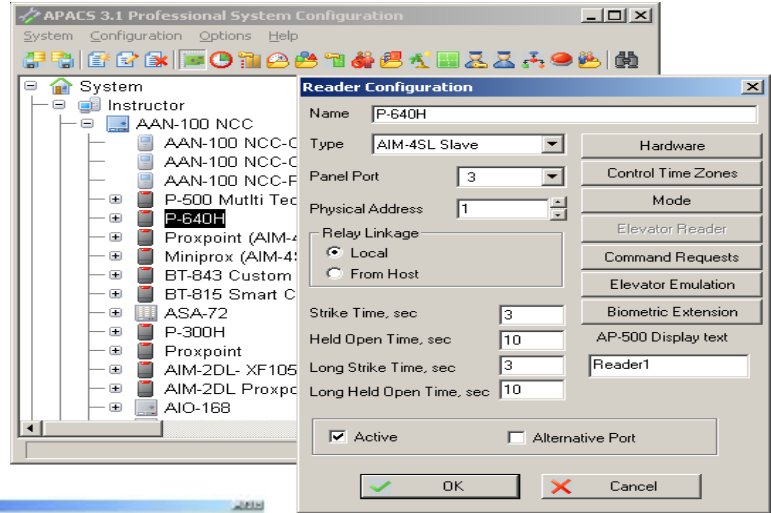 APACS 3.1 Professional System Configuration
System Configuration Options Help
System
Instructor
AAN-100 NCC
AAN-100 NCC-C
AAN-100 NCC-C
AAN-100 NCC-F
P-500 Mutlti Tec
P-640H
Proxpoint (AIM-4
Miniprox (AIM-4
BT-843 Custom
BT-815 Smart C
ASA-72
P-300H
Proxpoint
AIM-2DL- XF105
AIM-2DL Proxpo
AIO-168
Reader Configuration
Name P-640H
Type AIM-4SL Slave
Panel Port 3
Physical Address 1
Relay Linkage
Local
From Host
Strike Time, sec 3
Held Open Time, sec 10
Long Strike Time, sec 3
Long Held Open Time, sec 10
Hardware
Control Time Zones
Mode
Elevator Reader
Command Requests
Elevator Emulation
Biometric Extension
AP-500 Display text
Reader1
Active Alternative Port
OK Cancel